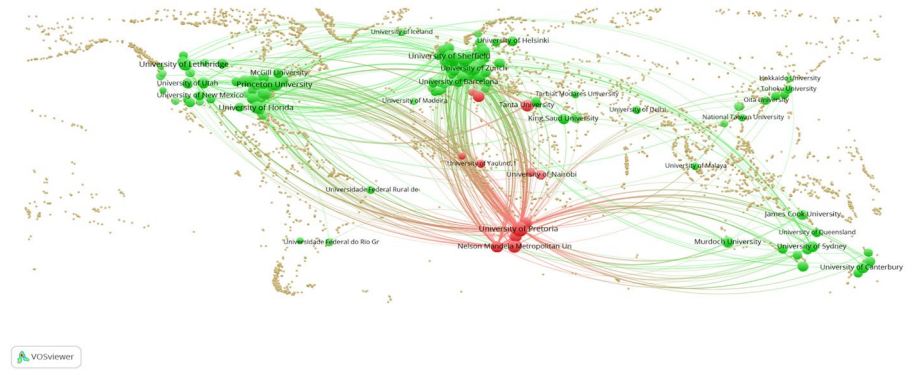 University of Iceland
University of Helsinki
University of Sheffield
University of Lethbridge
University of Zurich
McGill University
Hokkaido University
University of Utah
Princeton University
University of Barcelona
Tohoku University
University of New Mexico
Tarbiat Modares University
University of Madeira
Oita University
University of Florida
Tanta University
University of Delhi
King Saud University
National Taiwan University
University of Yaoundi, I
University of Malaya
University of Nairobi
Universidade Federal Rural de
James Cook University
University of Pretoria
University of Queensland
Universidade Federal do Rio Gr
Murdoch University
Nelson Mandela Metropolitan Un
University of Sydney
University of Canterbury
VOSviewer